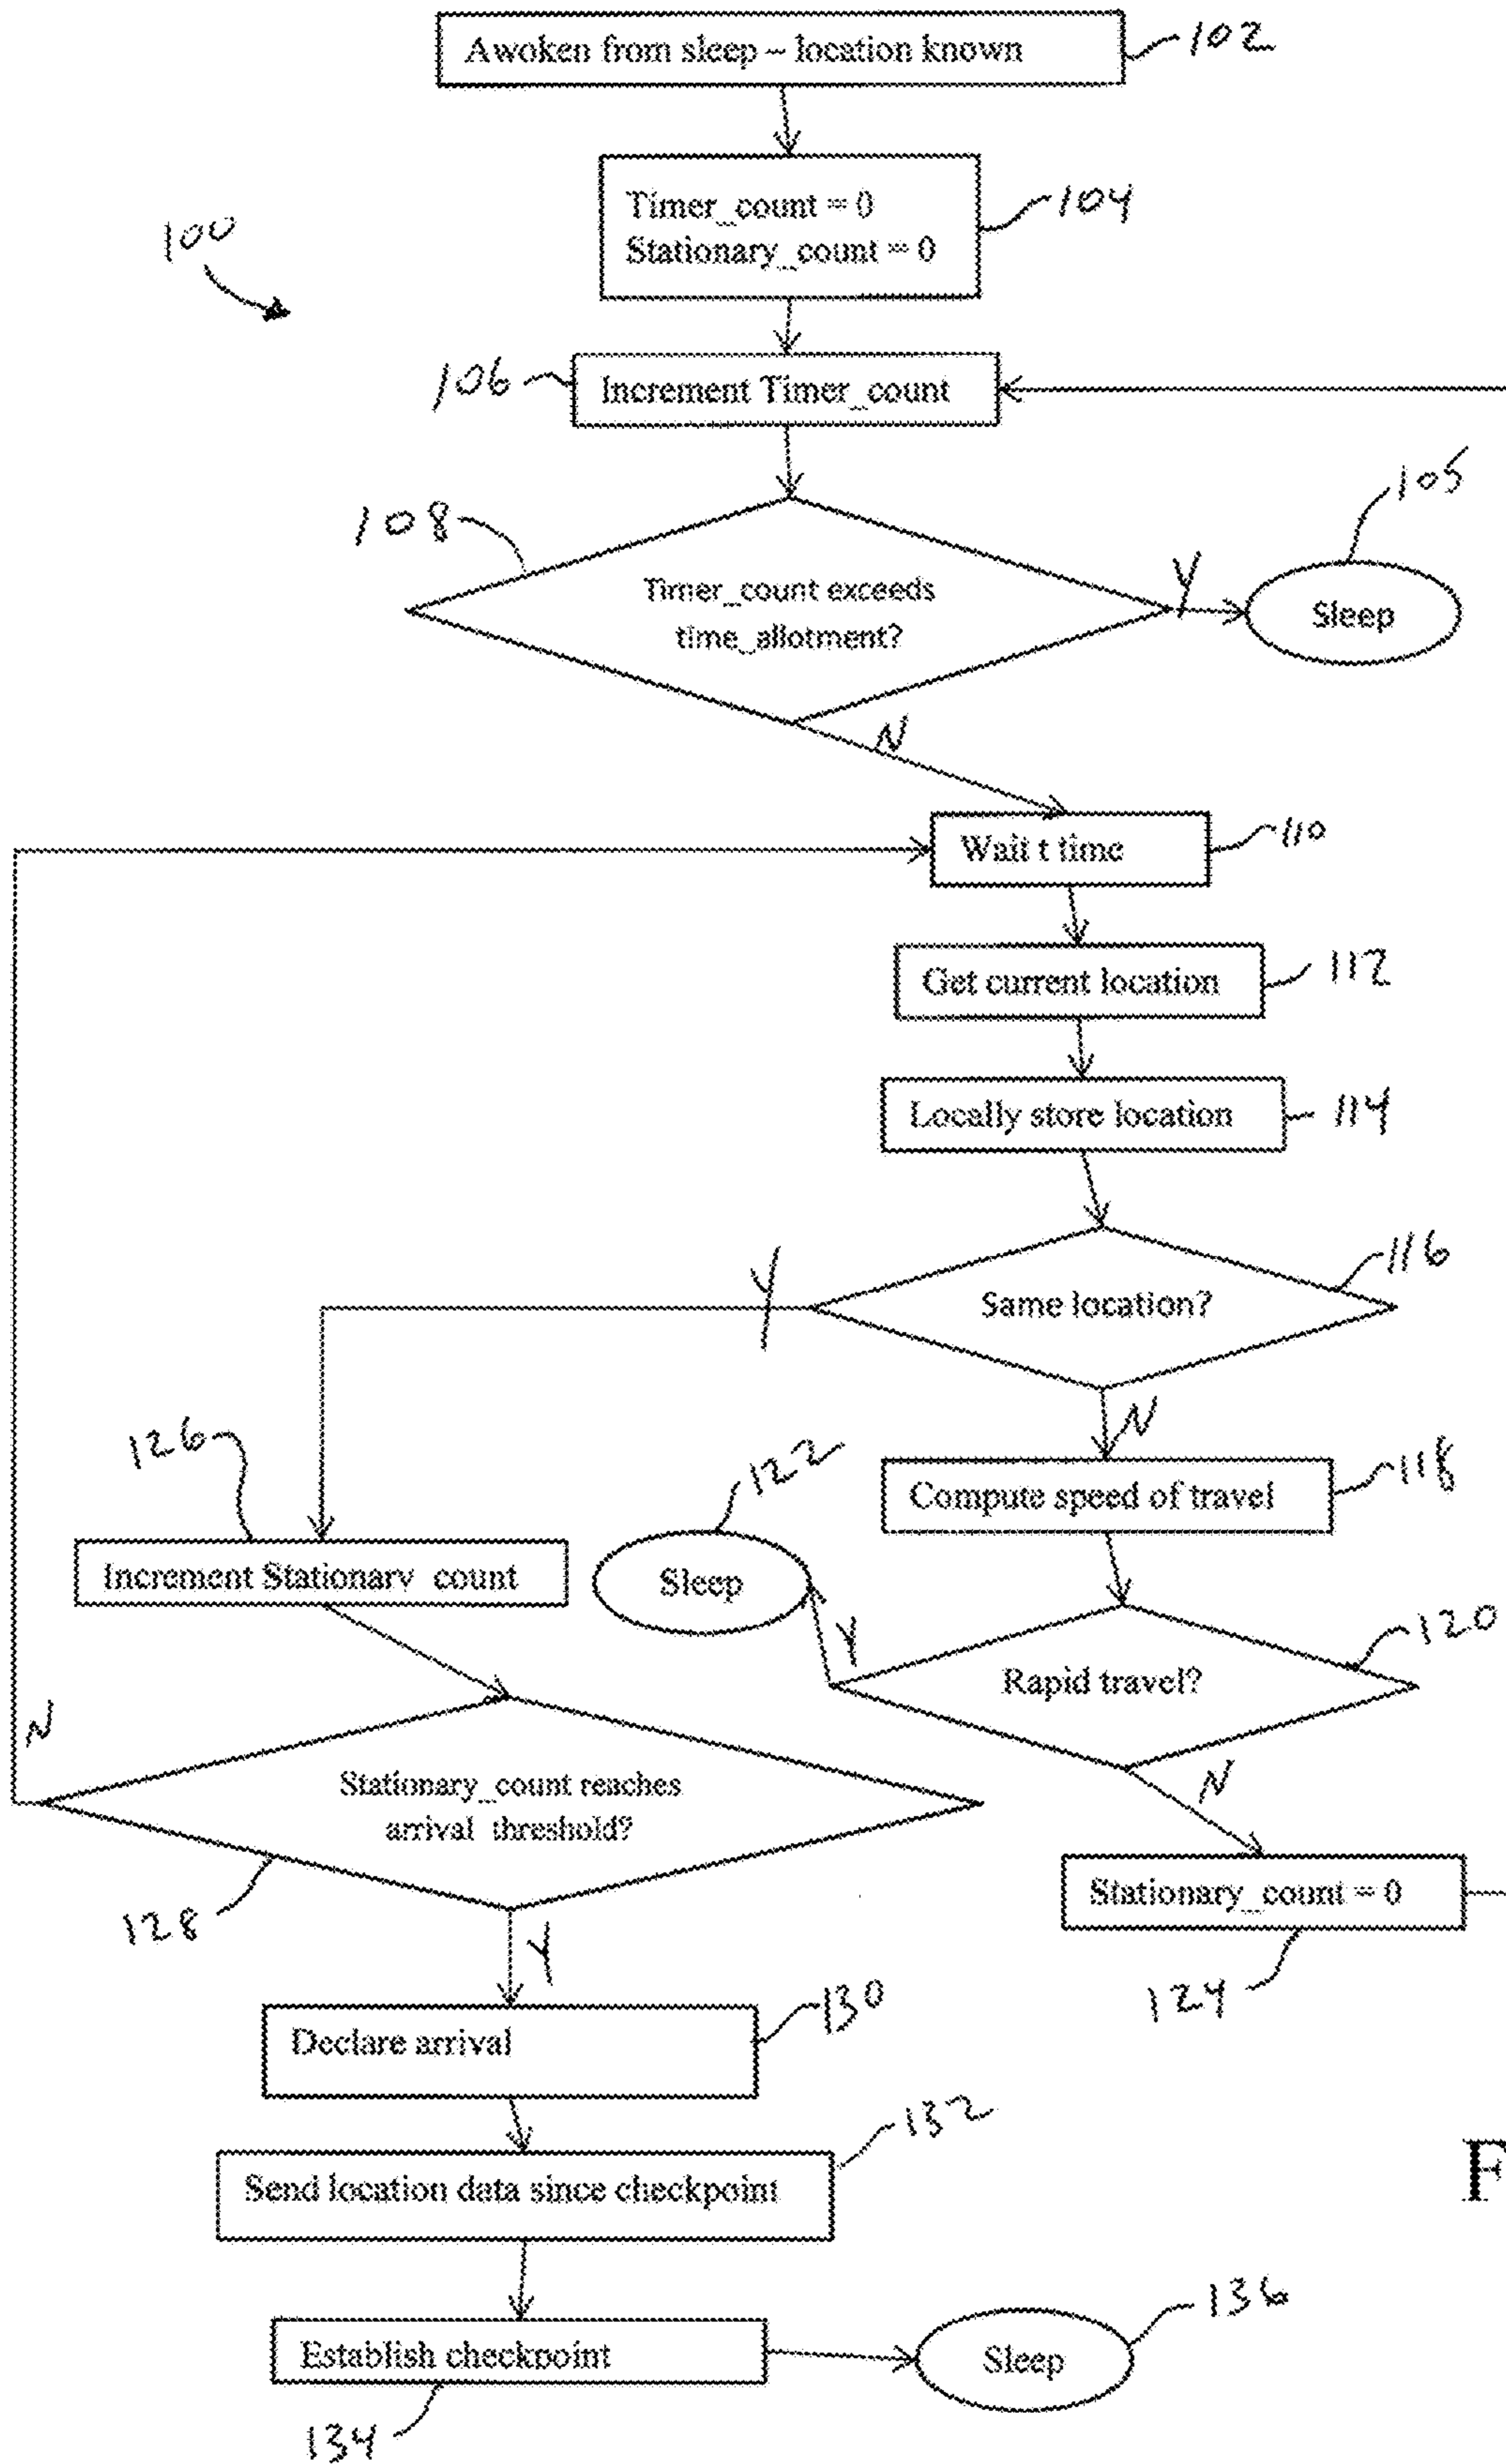 Awoken from sleep – location known
102
Timer_count = 0
Stationary_count = 0
104
100
106
Increment Timer_count
105
108
Timer_count exceeds
time_allotment?
Y
Sleep
N
Wait t time
110
Get current location
112
Locally store location
114
116
Same location?
Y
N
126
122
118
Compute speed of travel
Increment Stationary_count
Sleep
Y
120
Rapid travel?
N
N
Stationary_count reaches
arrival_threshold?
128
Stationary_count = 0
124
Y
Declare arrival
130
132
Send location data since checkpoint
F
136
Establish checkpoint
Sleep
134